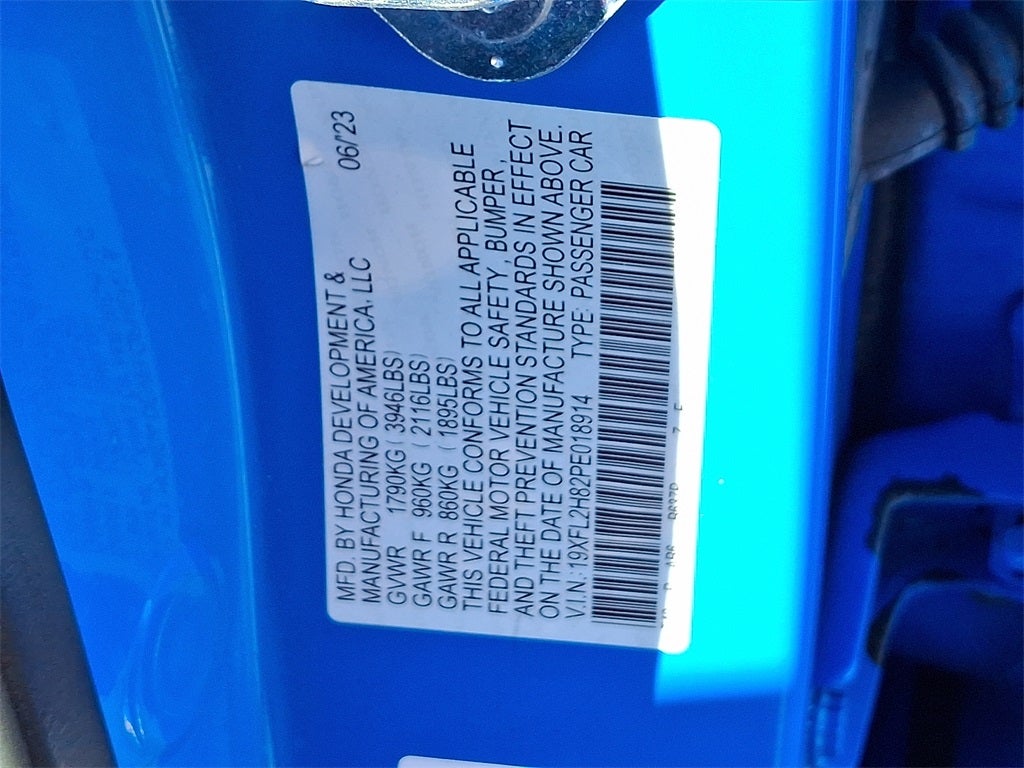 MFD. BY HONDA DEVELOPMENT & 06/'23
MANUFACTURING OF AMERICA, LLC
GVWR 1790KG ( 3946LBS)
GAWR F 960KG ( 2116LBS)
GAWR R 860KG ( 1895LBS)
THIS VEHICLE CONFORMS TO ALL APPLICABLE
FEDERAL MOTOR VEHICLE SAFETY, BUMPER,
AND THEFT PREVENTION STANDARDS IN EFFECT
ON THE DATE OF MANUFACTURE SHOWN ABOVE.
V.I.N.: 19XFL2H82PE018914 TYPE: PASSENGER CAR